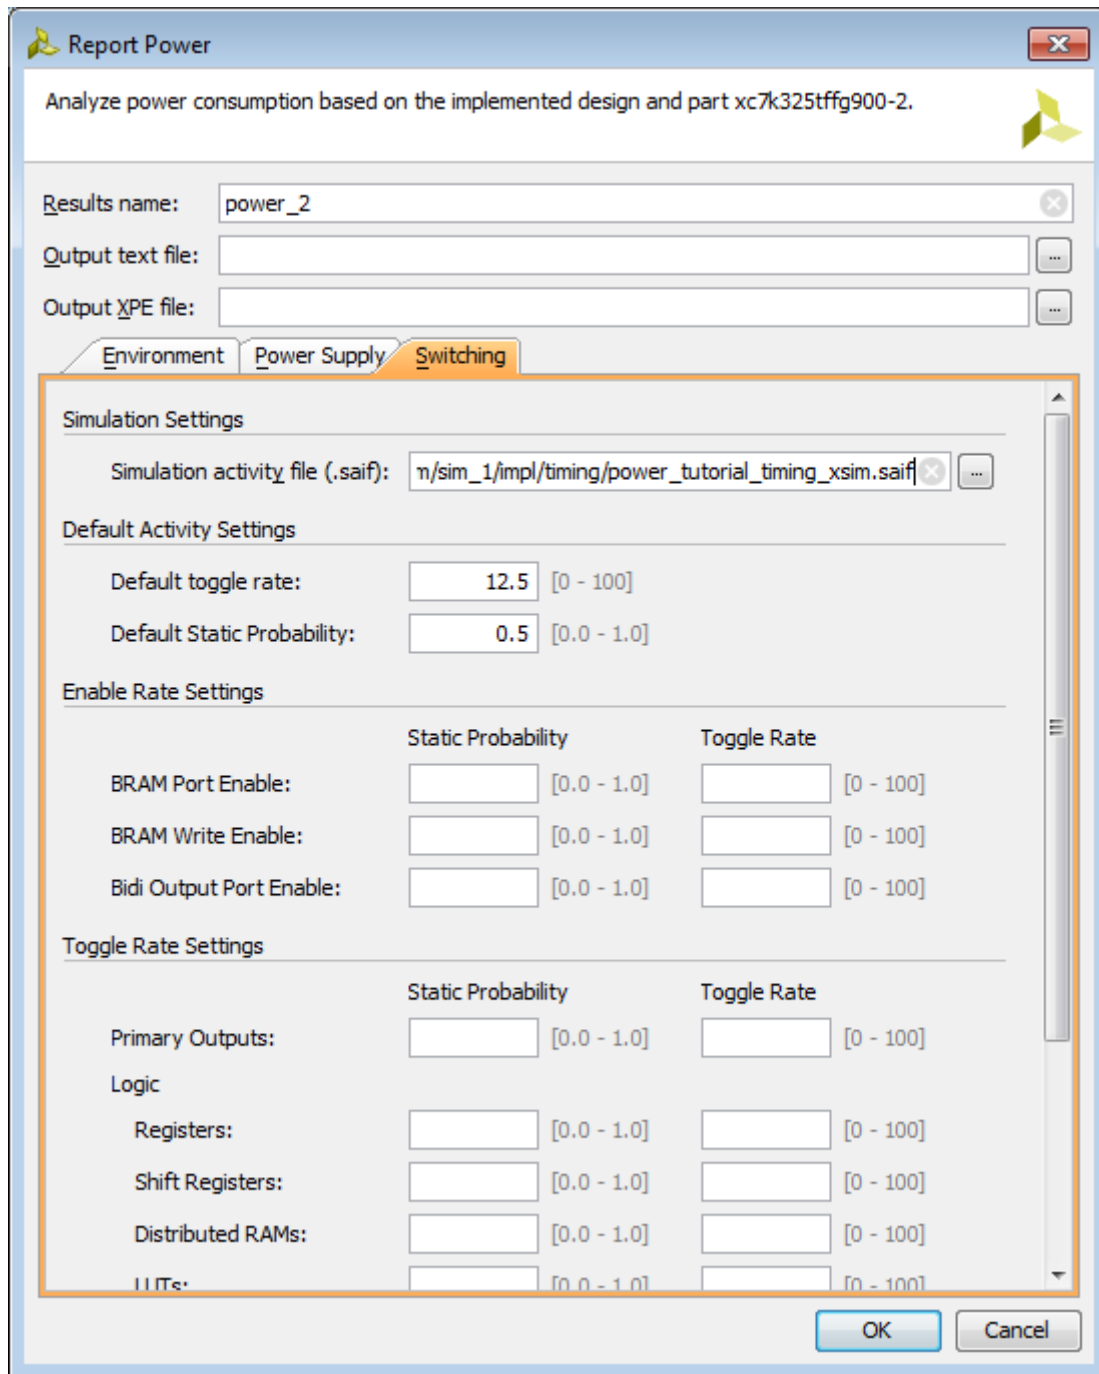 Report Power
Analyze power consumption based on the implemented design and part xc7k325tffg900-2.
Results name: power_2
Output text file: ...
Output XPE file: ...
Environment Power Supply Switching
Simulation Settings
Simulation activity file (.saif): n/sim_1/impl/timing/power_tutorial_timing_xsim.saif ...
Default Activity Settings
Default toggle rate: 12.5 [0 - 100]
Default Static Probability: 0.5 [0.0 - 1.0]
Enable Rate Settings
Static Probability Toggle Rate
BRAM Port Enable: [0.0 - 1.0] [0 - 100]
BRAM Write Enable: [0.0 - 1.0] [0 - 100]
Bidi Output Port Enable: [0.0 - 1.0] [0 - 100]
Toggle Rate Settings
Static Probability Toggle Rate
Primary Outputs: [0.0 - 1.0] [0 - 100]
Logic
Registers: [0.0 - 1.0] [0 - 100]
Shift Registers: [0.0 - 1.0] [0 - 100]
Distributed RAMs: [0.0 - 1.0] [0 - 100]
LUTs: [0.0 - 1.0] [0 - 100]
OK Cancel